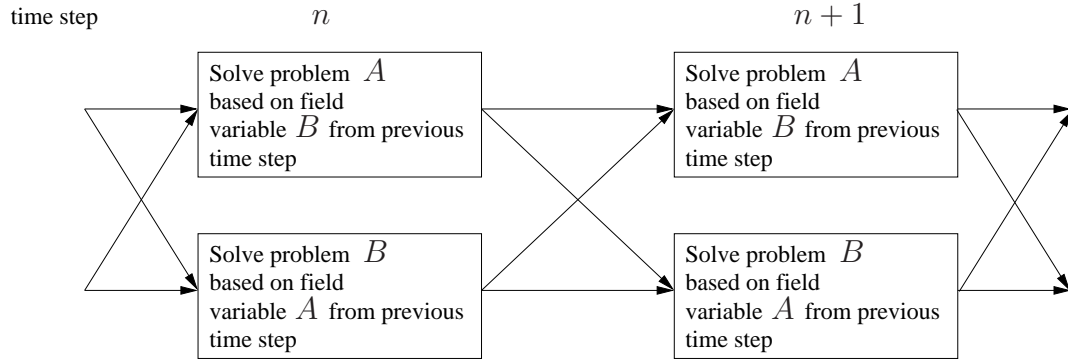 time step n n + 1
Solve problem A
based on field
variable B from previous
time step
Solve problem A
based on field
variable B from previous
time step
Solve problem B
based on field
variable A from previous
time step
Solve problem B
based on field
variable A from previous
time step